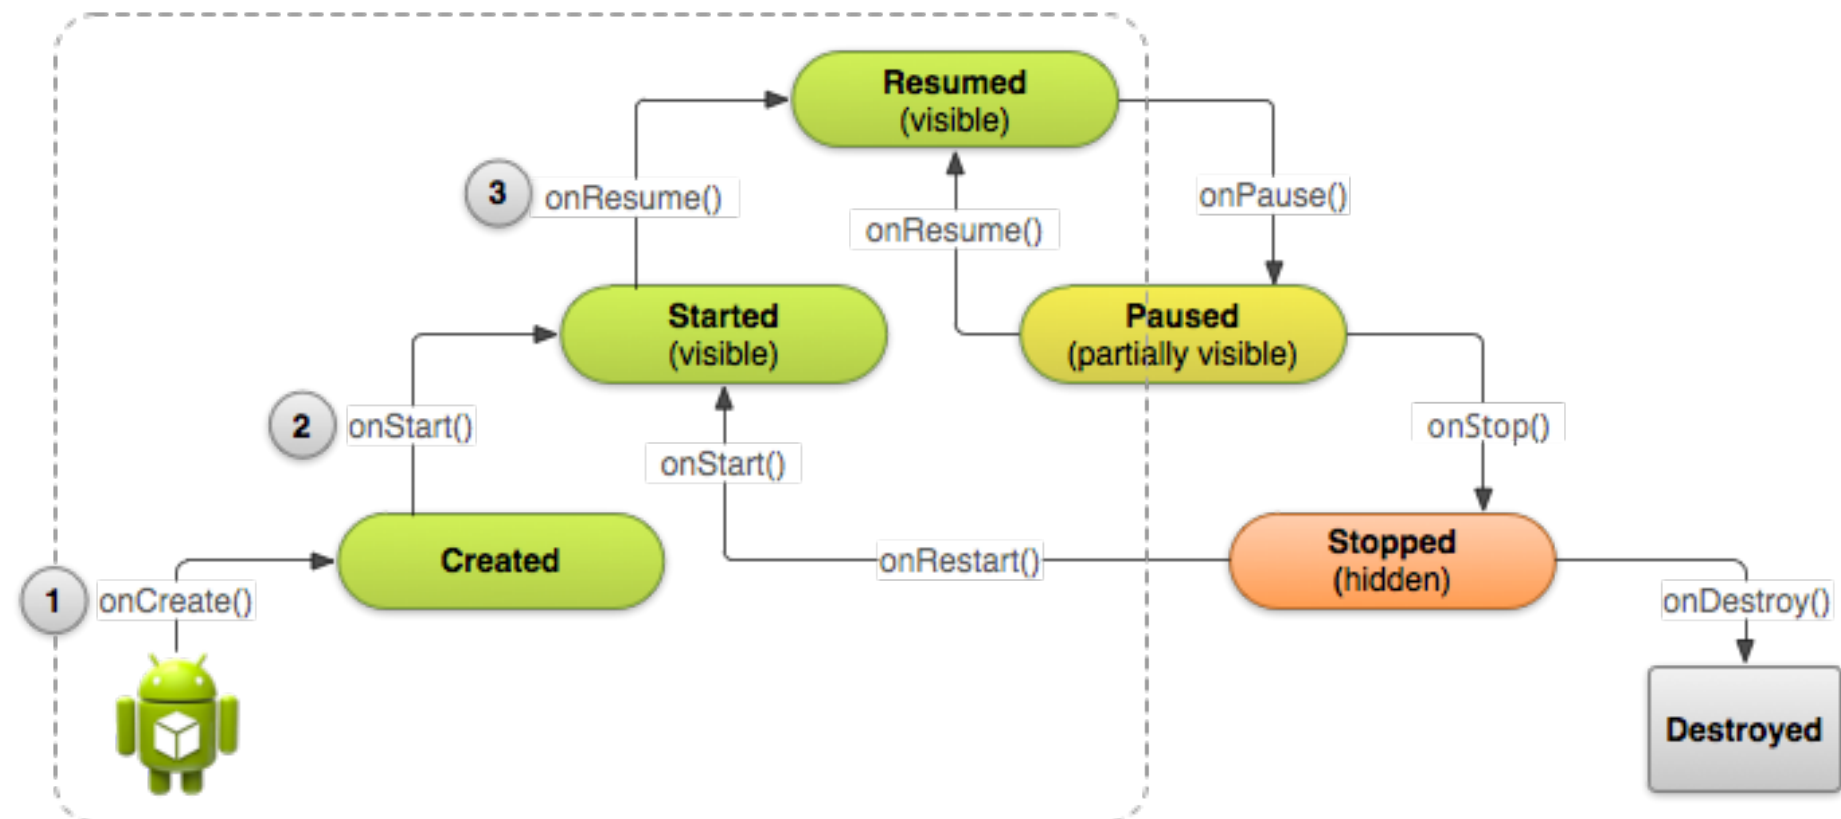 Resumed
(visible)
3
onResume()
onPause()
onResume()
Started
(visible)
Paused
(partially visible)
2
onStart()
onStop()
onStart()
Created
onRestart()
Stopped
(hidden)
1
onCreate()
onDestroy()
Destroyed